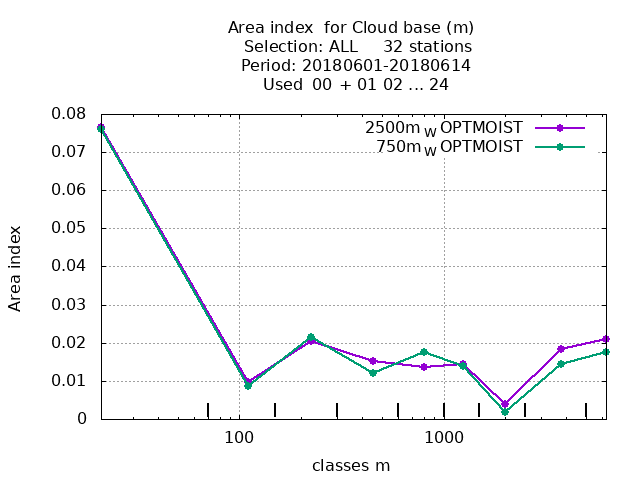 Area index  for Cloud base (m)
Selection: ALL     32 stations
Period: 20180601-20180614
Used  00 + 01 02 ... 24
2500m W OPTMOIST
750m W OPTMOIST
0.08
0.07
0.06
0.05
0.04
0.03
0.02
0.01
0
Area index
100 1000
classes m